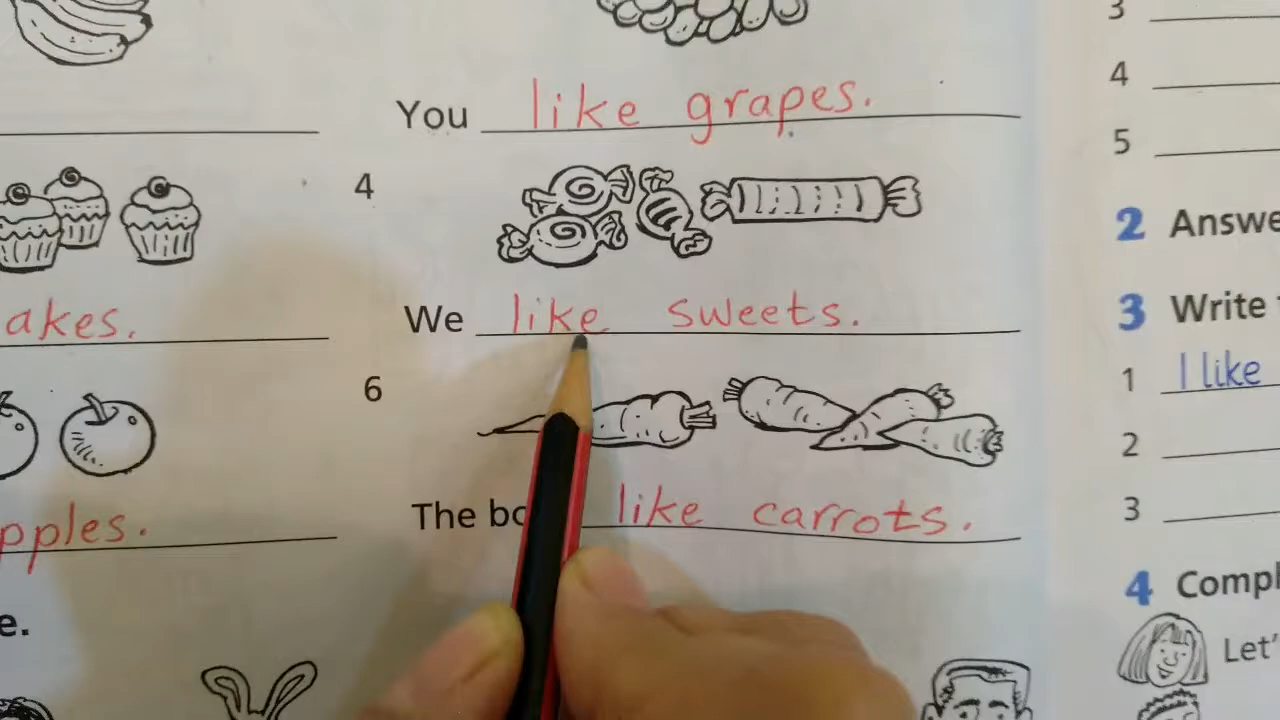 You like grapes.
4
akes.
We like sweets.
6
pples.
The bo like carrots.
e.
3
4
5
2 Answe
3 Write
1 I like
2
3
4 Compl
Let'